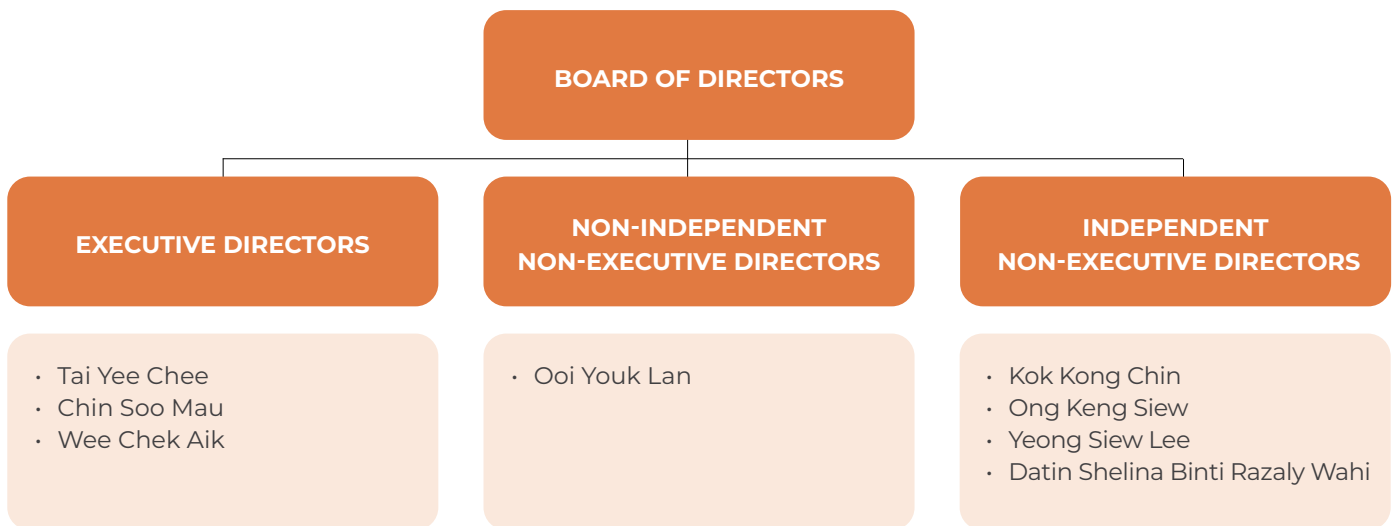 BOARD OF DIRECTORS
EXECUTIVE DIRECTORS
NON-INDEPENDENT
NON-EXECUTIVE DIRECTORS
INDEPENDENT
NON-EXECUTIVE DIRECTORS
• Tai Yee Chee
• Chin Soo Mau
• Wee Chek Aik
• Ooi Youk Lan
• Kok Kong Chin
• Ong Keng Siew
• Yeong Siew Lee
• Datin Shelina Binti Razaly Wahi